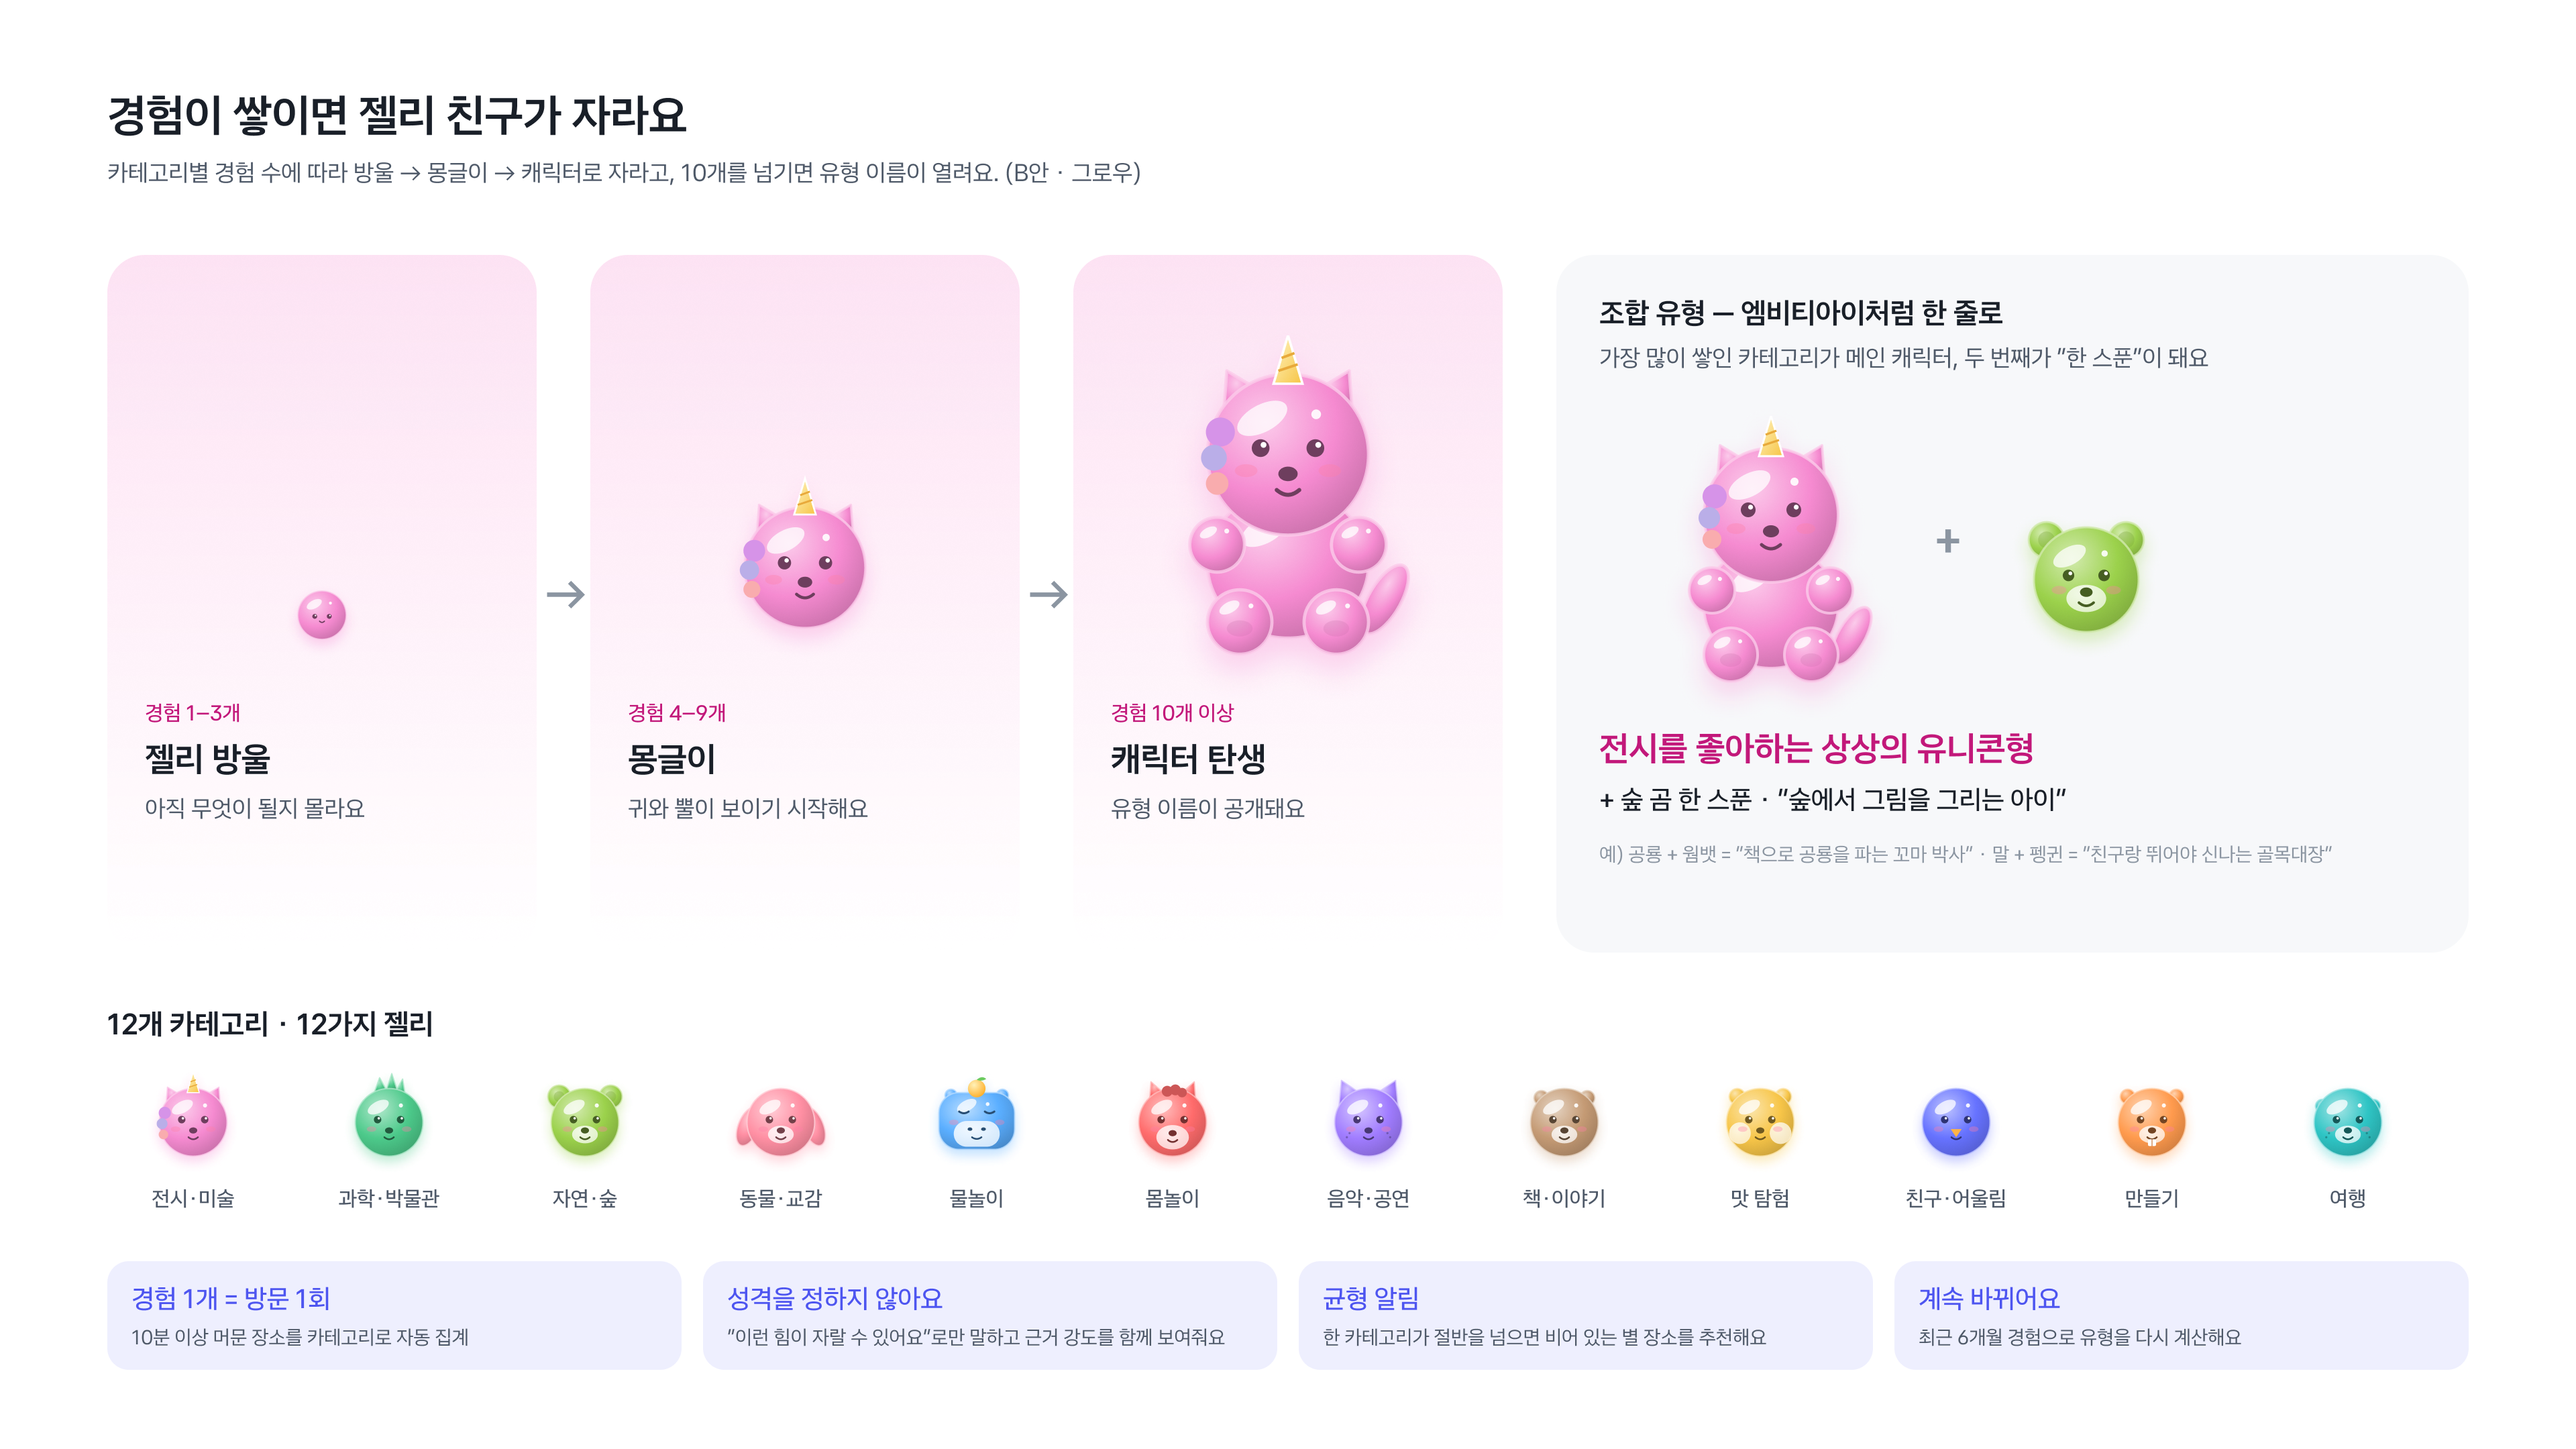 경험이 쌓이면 젤리 친구가 자라요
카테고리별 경험 수에 따라 방울 → 몽글이 → 캐릭터로 자라고, 10개를 넘기면 유형 이름이 열려요. (B안 · 그로우)
경험 1–3개
젤리 방울
아직 무엇이 될지 몰라요
→
경험 4–9개
몽글이
귀와 뿔이 보이기 시작해요
→
경험 10개 이상
캐릭터 탄생
유형 이름이 공개돼요
조합 유형 — 엠비티아이처럼 한 줄로
가장 많이 쌓인 카테고리가 메인 캐릭터, 두 번째가 "한 스푼"이 돼요
+
전시를 좋아하는 상상의 유니콘형
+ 숲 곰 한 스푼 · "숲에서 그림을 그리는 아이"
예) 공룡 + 웜뱃 = "책으로 공룡을 파는 꼬마 박사" · 말 + 펭귄 = "친구랑 뛰어야 신나는 골목대장"
12개 카테고리 · 12가지 젤리
전시·미술
과학·박물관
자연·숲
동물·교감
물놀이
몸놀이
음악·공연
책·이야기
맛 탐험
친구·어울림
만들기
여행
경험 1개 = 방문 1회
10분 이상 머문 장소를 카테고리로 자동 집계
성격을 정하지 않아요
"이런 힘이 자랄 수 있어요"로만 말하고 근거 강도를 함께 보여줘요
균형 알림
한 카테고리가 절반을 넘으면 비어 있는 별 장소를 추천해요
계속 바뀌어요
최근 6개월 경험으로 유형을 다시 계산해요